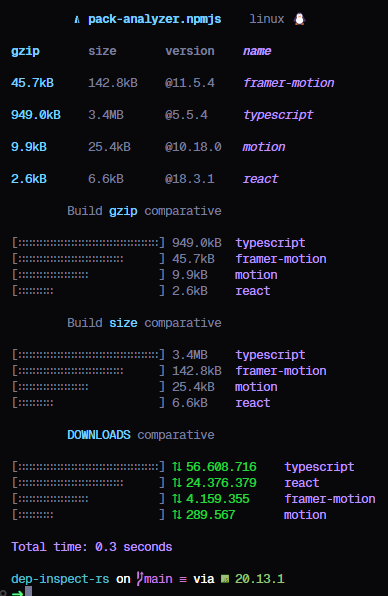 pack-analyzer.npmjs linux
gzip size version name
45.7kB 142.8kB @11.5.4 framer-motion
949.0kB 3.4MB @5.5.4 typescript
9.9kB 25.4kB @10.18.0 motion
2.6kB 6.6kB @18.3.1 react
Build gzip comparative
[::::::::::::::::::::::::::::::::] 949.0kB typescript
[:::::::::::::::::::::::: ] 45.7kB framer-motion
[:::::::::::::::: ] 9.9kB motion
[:::::::: ] 2.6kB react
Build size comparative
[::::::::::::::::::::::::::::::::] 3.4MB typescript
[:::::::::::::::::::::::: ] 142.8kB framer-motion
[:::::::::::::::: ] 25.4kB motion
[:::::::: ] 6.6kB react
DOWNLOADS comparative
[::::::::::::::::::::::::::::::::] ⇅ 56.608.716 typescript
[:::::::::::::::::::::::: ] ⇅ 24.376.379 react
[:::::::::::::::: ] ⇅ 4.159.355 framer-motion
[:::::::: ] ⇅ 289.567 motion
Total time: 0.3 seconds
dep-inspect-rs on main ≡ via 20.13.1
➜